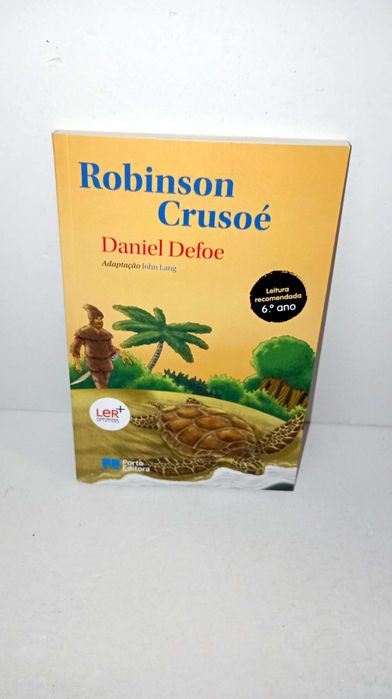 Robinson
Crusoé
Daniel Defoe
Adaptação John Lang
Leitura
recomendada
6.º ano
LeR+
Porto
Editora